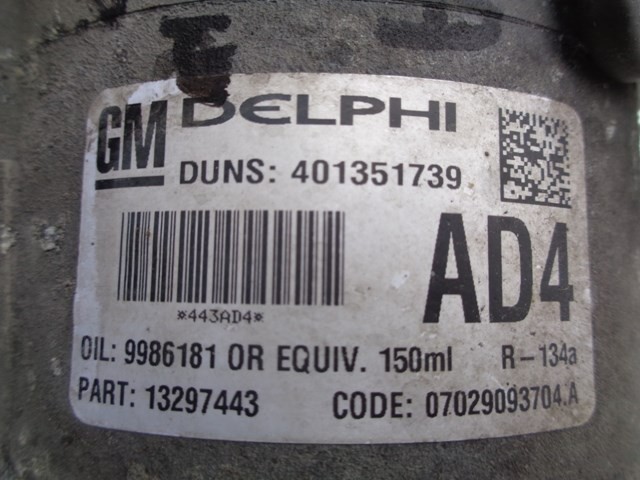 GM DELPHI
DUNS: 401351739
AD4
*443AD4*
OIL: 9986181 OR EQUIV. 150ml R-134a
PART: 13297443 CODE: 07029093704.A